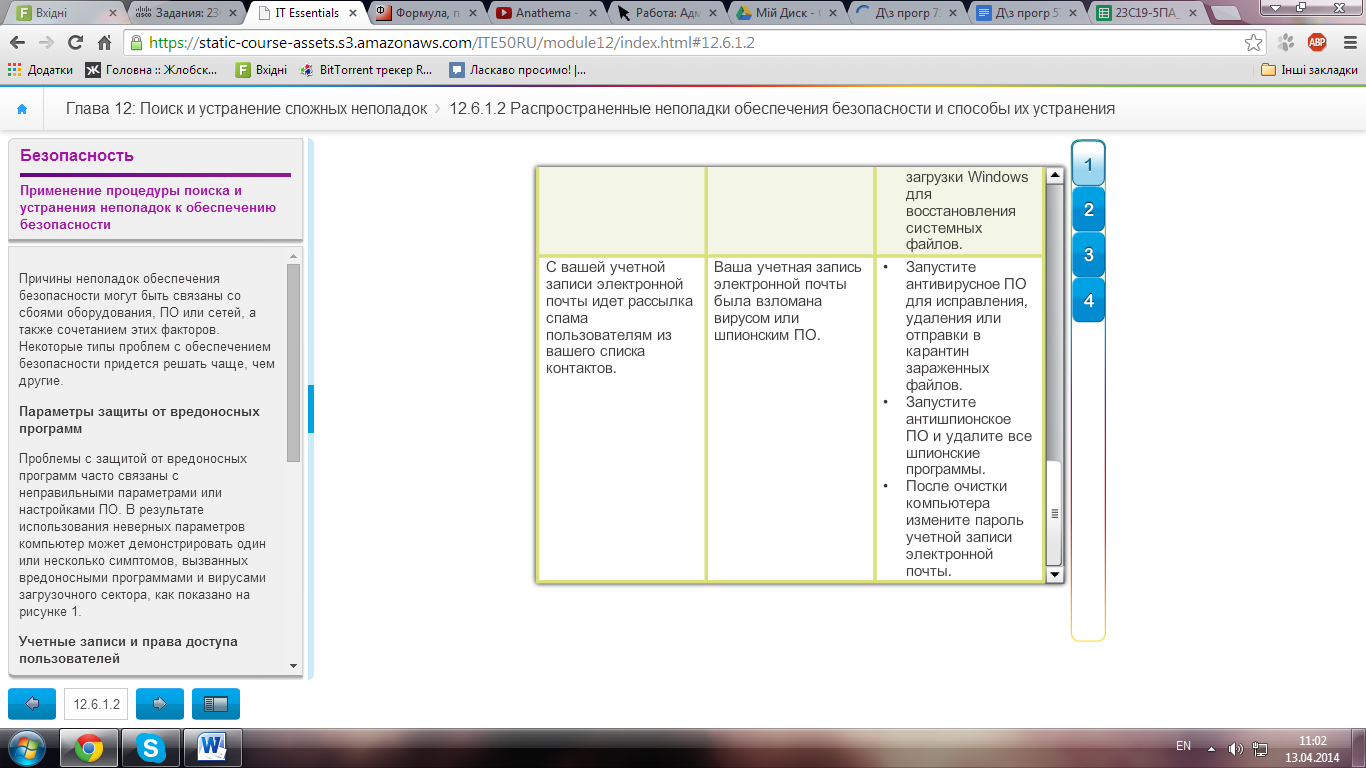 Вхідні
Задания: 23С
IT Essentials
Формула, п
Anathema -
Работа: Адм
Мій Диск - G
Д\з прогр 7
Д\з прогр 5
23С19-5ПА_
https://static-course-assets.s3.amazonaws.com/ITE50RU/module12/index.html#12.6.1.2
ABP
Додатки
Головна :: Жлобск...
Вхідні
BitTorrent трекер R...
Ласкаво просимо! |...
Інші закладки
Глава 12: Поиск и устранение сложных неполадок
12.6.1.2 Распространенные неполадки обеспечения безопасности и способы их устранения
Безопасность
Применение процедуры поиска и
устранения неполадок к обеспечению
безопасности
Причины неполадок обеспечения
безопасности могут быть связаны со
сбоями оборудования, ПО или сетей, а
также сочетанием этих факторов.
Некоторые типы проблем с обеспечением
безопасности придется решать чаще, чем
другие.
Параметры защиты от вредоносных
программ
Проблемы с защитой от вредоносных
программ часто связаны с
неправильными параметрами или
настройками ПО. В результате
использования неверных параметров
компьютер может демонстрировать один
или несколько симптомов, вызванных
вредоносными программами и вирусами
загрузочного сектора, как показано на
рисунке 1.
Учетные записи и права доступа
пользователей
загрузки Windows
для
восстановления
системных
файлов.
С вашей учетной
записи электронной
почты идет рассылка
спама
пользователям из
вашего списка
контактов.
Ваша учетная запись
электронной почты
была взломана
вирусом или
шпионским ПО.
• Запустите
антивирусное ПО
для исправления,
удаления или
отправки в
карантин
зараженных
файлов.
• Запустите
антишпионское
ПО и удалите все
шпионские
программы.
• После очистки
компьютера
измените пароль
учетной записи
электронной
почты.
1
2
3
4
12.6.1.2
EN
11:02
13.04.2014